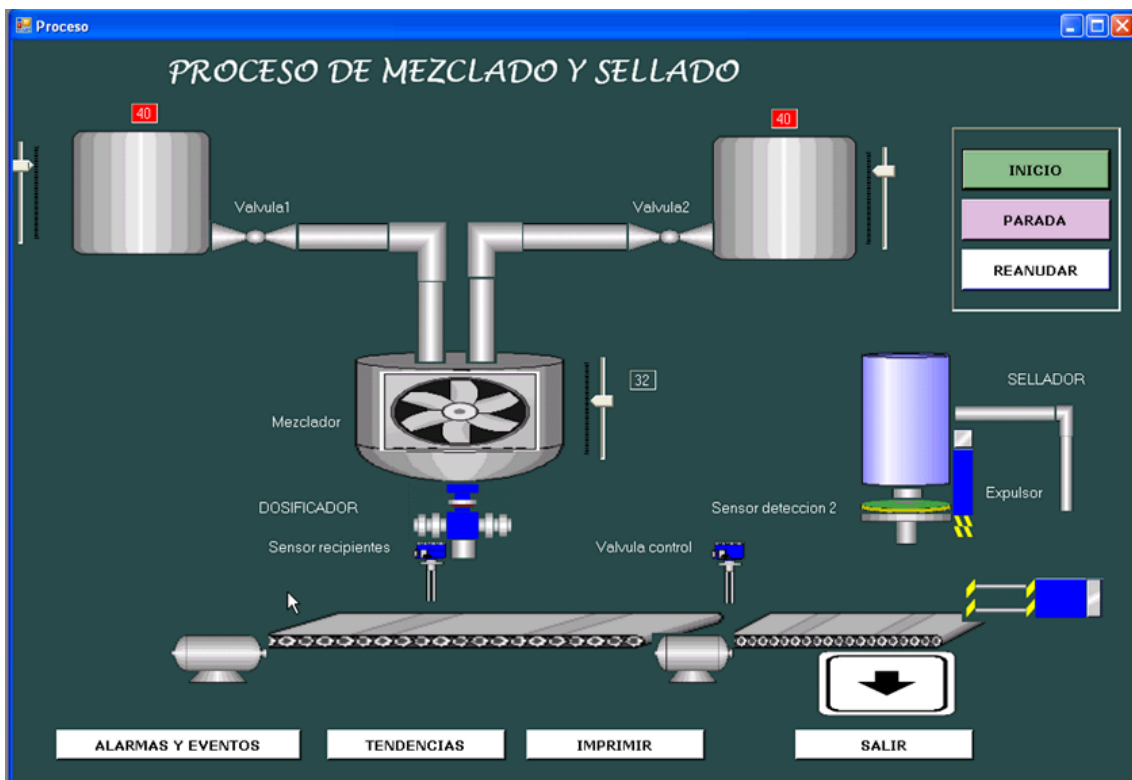 Proceso
PROCESO DE MEZCLADO Y SELLADO
40
40
INICIO
Valvula1
Valvula2
PARADA
REANUDAR
32
SELLADOR
Mezclador
Expulsor
DOSIFICADOR
Sensor deteccion 2
Sensor recipientes
Valvula control
ALARMAS Y EVENTOS
TENDENCIAS
IMPRIMIR
SALIR